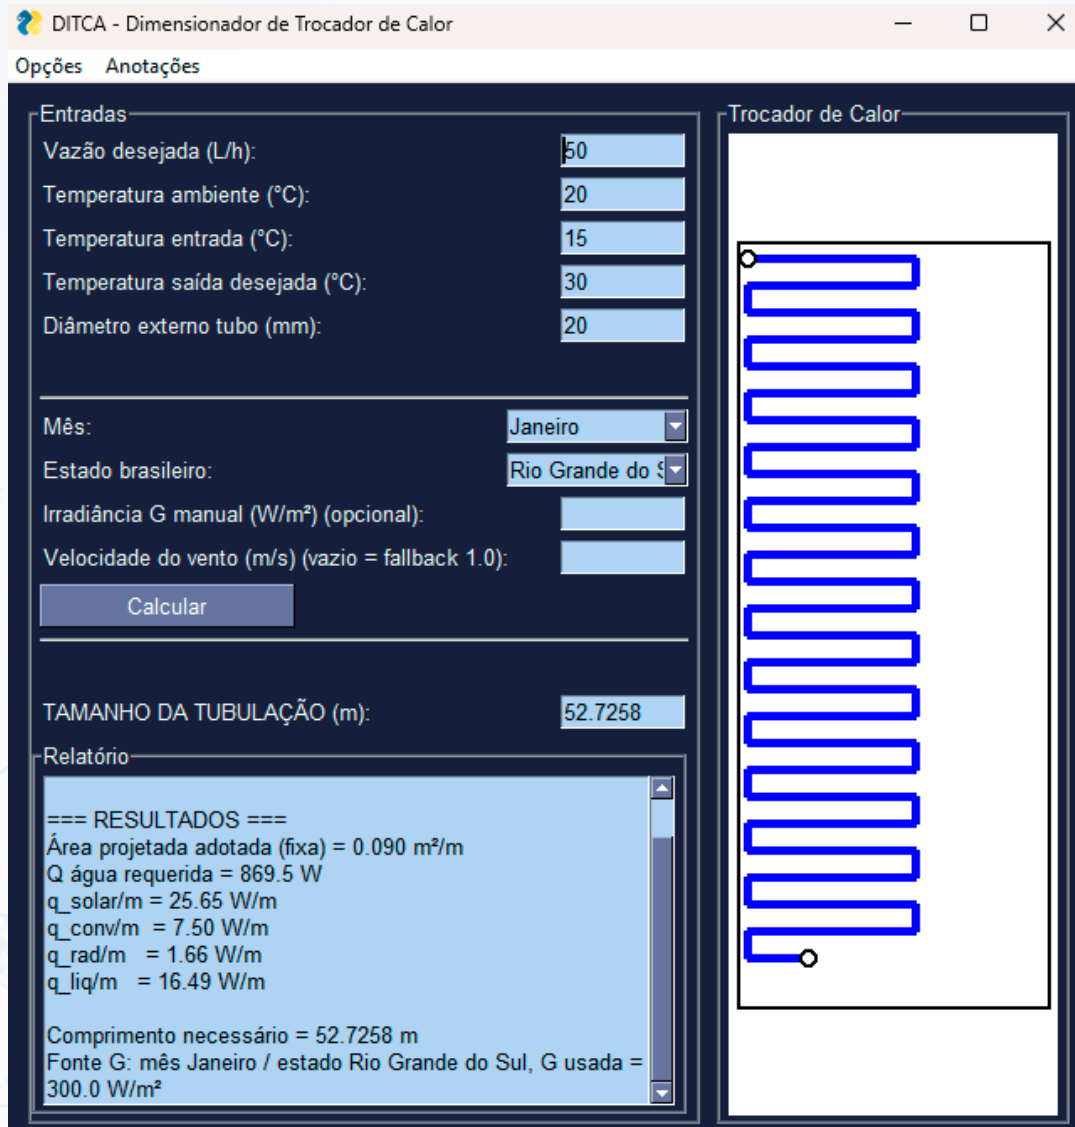 DITCA - Dimensionador de Trocador de Calor
Opções Anotações
Entradas
Vazão desejada (L/h): 50
Temperatura ambiente (°C): 20
Temperatura entrada (°C): 15
Temperatura saída desejada (°C): 30
Diâmetro externo tubo (mm): 20
Mês: Janeiro
Estado brasileiro: Rio Grande do S
Irradiância G manual (W/m²) (opcional):
Velocidade do vento (m/s) (vazio = fallback 1.0):
Calcular
TAMANHO DA TUBULAÇÃO (m): 52.7258
Relatório
=== RESULTADOS ===
Área projetada adotada (fixa) = 0.090 m²/m
Q água requerida = 869.5 W
q_solar/m = 25.65 W/m
q_conv/m = 7.50 W/m
q_rad/m = 1.66 W/m
q_liq/m = 16.49 W/m
Comprimento necessário = 52.7258 m
Fonte G: mês Janeiro / estado Rio Grande do Sul, G usada =
300.0 W/m²
Trocador de Calor